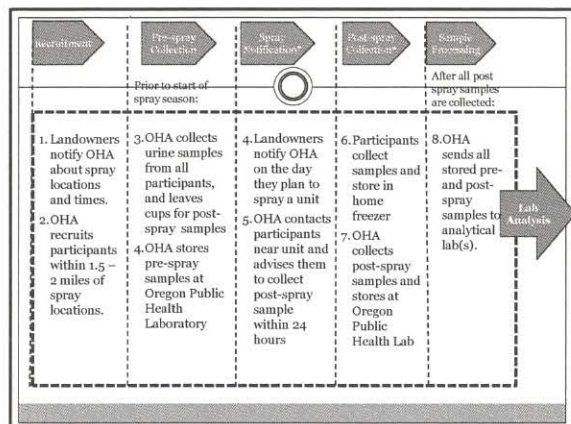 Recruitment
Pre-spray
Collection
Spray
Notification*
Post-spray
Collection*
Sample
Processing
Prior to start of
spray season:
After all post
spray samples
are collected:
1. Landowners
notify OHA
about spray
locations
and times.
2. OHA
recruits
participants
within 1.5 –
2 miles of
spray
locations.
3. OHA collects
urine samples
from all
participants,
and leaves
cups for post-
spray samples
4. OHA stores
pre-spray
samples at
Oregon Public
Health
Laboratory
4. Landowners
notify OHA
on the day
they plan to
spray a unit
5. OHA contacts
participants
near unit and
advises them
to collect
post-spray
sample
within 24
hours
6. Participants
collect
samples and
store in
home
freezer
7. OHA
collects
post-spray
samples and
stores at
Oregon
Public
Health Lab
8. OHA
sends all
stored pre-
and post-
spray
samples to
analytical
lab(s).
Lab
Analysis